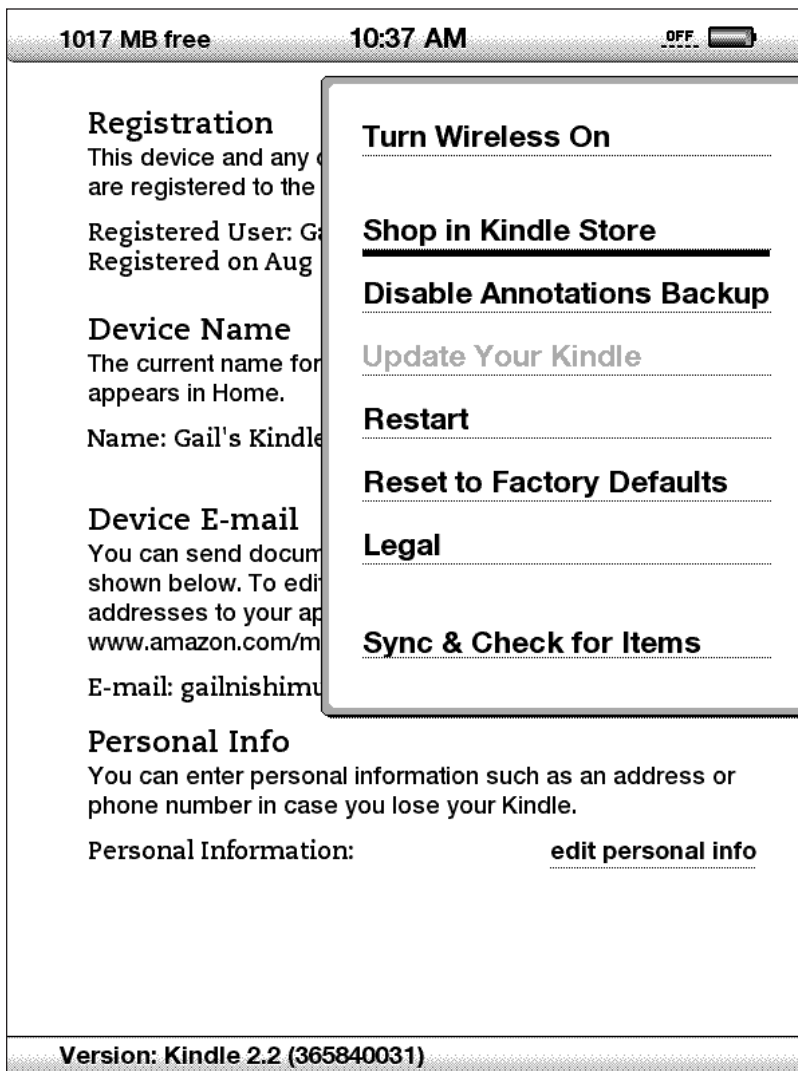 1017 MB free 10:37 AM OFF
Registration
This device and any
are registered to the
Registered User:
Registered on Aug
Device Name
The current name for
appears in Home.
Name: Gail's Kindle
Device E-mail
You can send docum
shown below. To edi
addresses to your ap
www.amazon.com/m
E-mail: gailnishimu
Personal Info
You can enter personal information such as an address or
phone number in case you lose your Kindle.
Personal Information: edit personal info
Turn Wireless On
Shop in Kindle Store
Disable Annotations Backup
Update Your Kindle
Restart
Reset to Factory Defaults
Legal
Sync & Check for Items
Version: Kindle 2.2 (365840031)